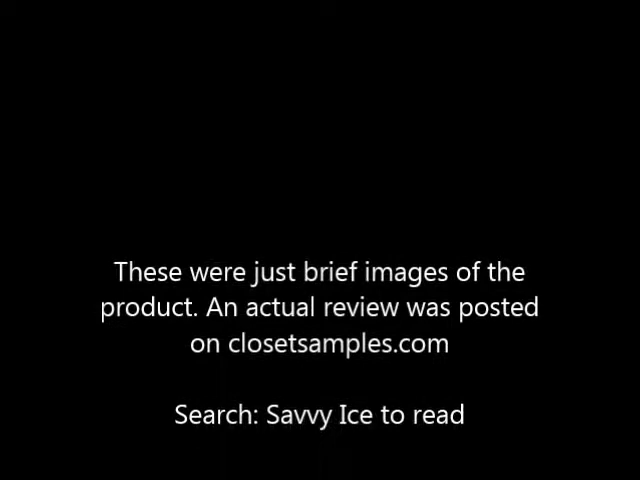 These were just brief images of the
product. An actual review was posted
on closetsamples.com
Search: Savvy Ice to read